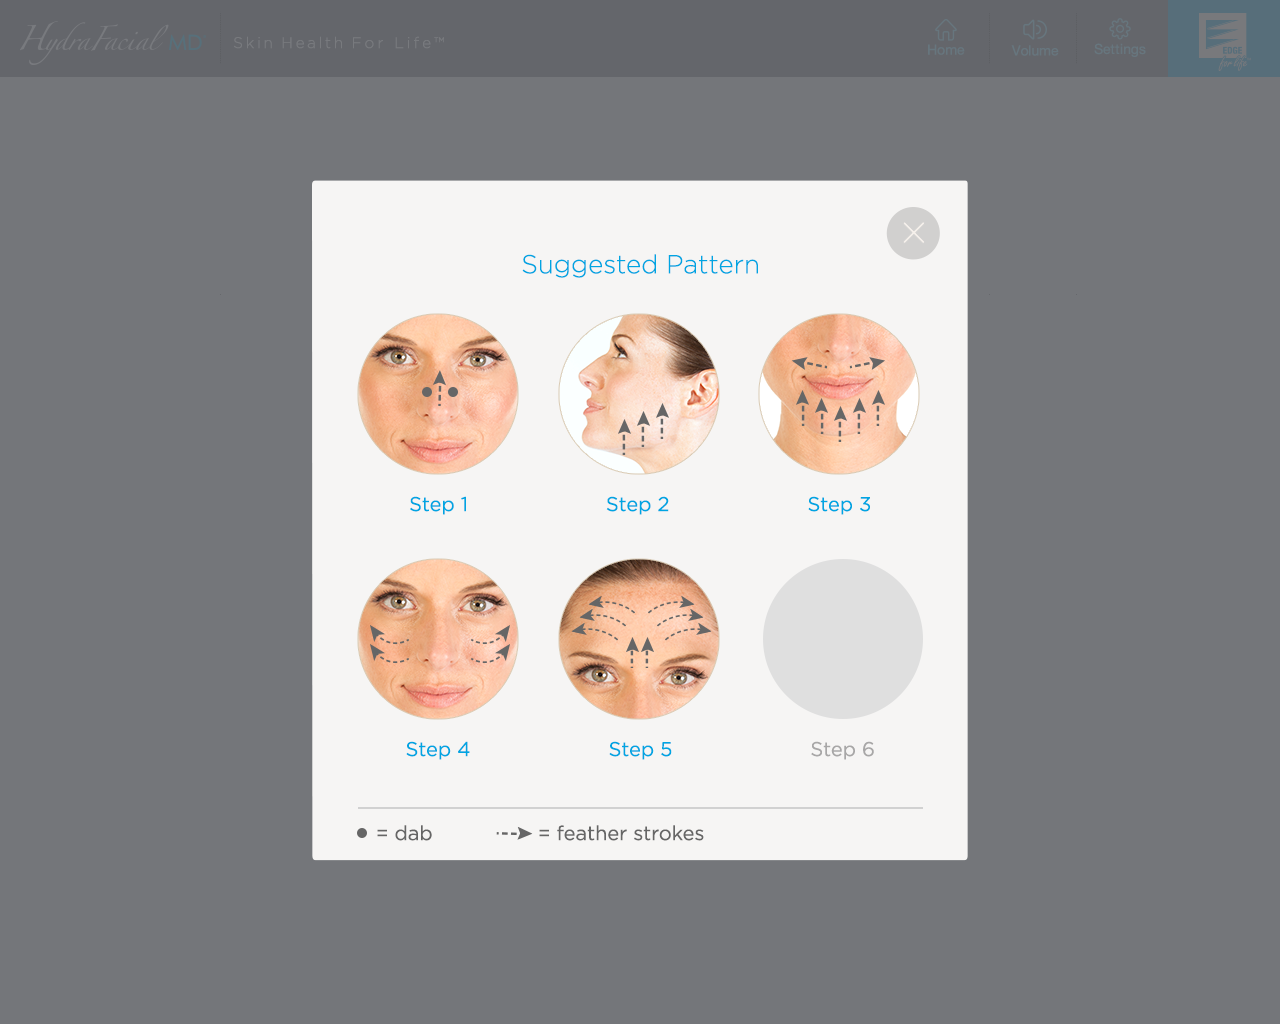 HydraFacial MD
Skin Health For Life™
Home
Volume
Settings
EDGE
for life
Suggested Pattern
Step 1
Step 2
Step 3
Step 4
Step 5
Step 6
= dab
= feather strokes